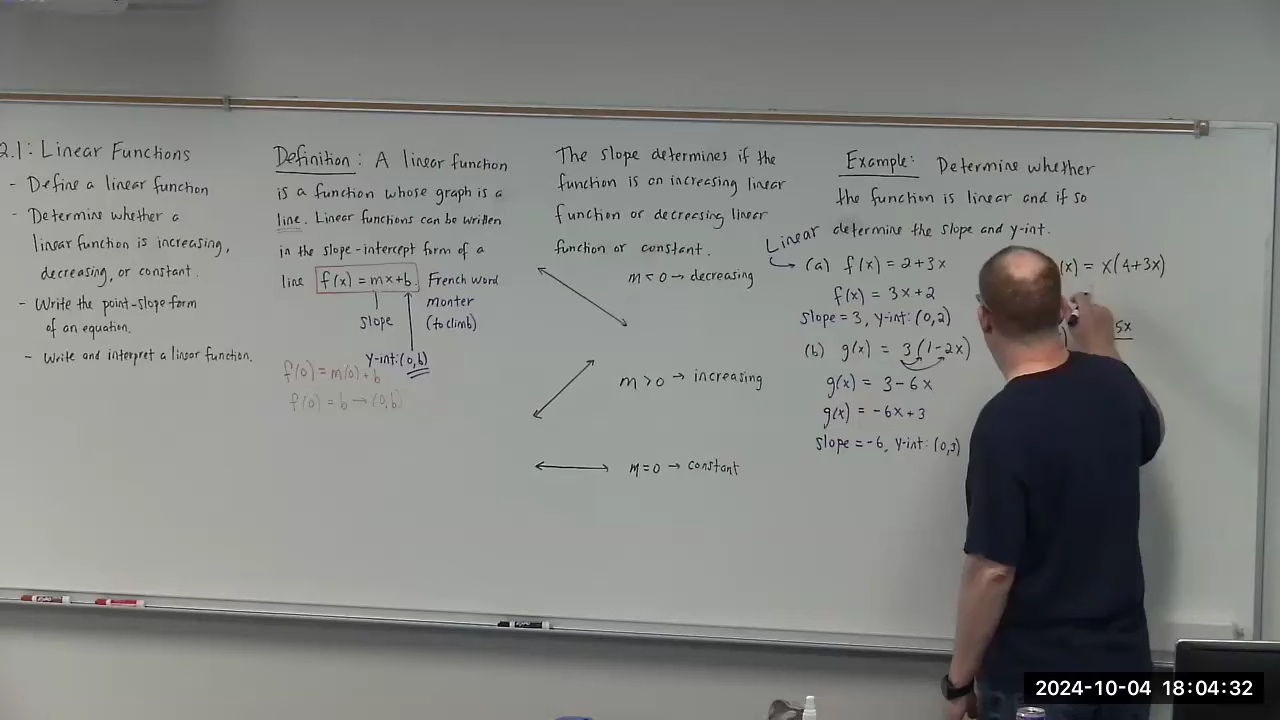 2.1: Linear Functions
- Define a linear function
- Determine whether a
linear function is increasing,
decreasing, or constant.
- Write the point-slope form
of an equation.
- Write and interpret a linear function.
Definition: A linear function
is a function whose graph is a
line. Linear functions can be written
in the slope-intercept form of a
line f(x) = mx+b. French word
monter
(to climb)
slope
y-int: (0,b)
f(0) = m(0) + b
f(0) = b → (0,b)
The slope determines if the
function is an increasing linear
function or decreasing linear
function or constant.
m < 0 → decreasing
m > 0 → increasing
m = 0 → constant
Example: Determine whether
the function is linear and if so
determine the slope and y-int.
Linear
(a) f(x) = 2+3x
f(x) = 3x+2
slope = 3, y-int: (0,2)
(b) g(x) = 3(1-2x)
g(x) = 3-6x
g(x) = -6x+3
slope = -6, y-int: (0,3)
(x) = x(4+3x)
5x
2024-10-04 18:04:32